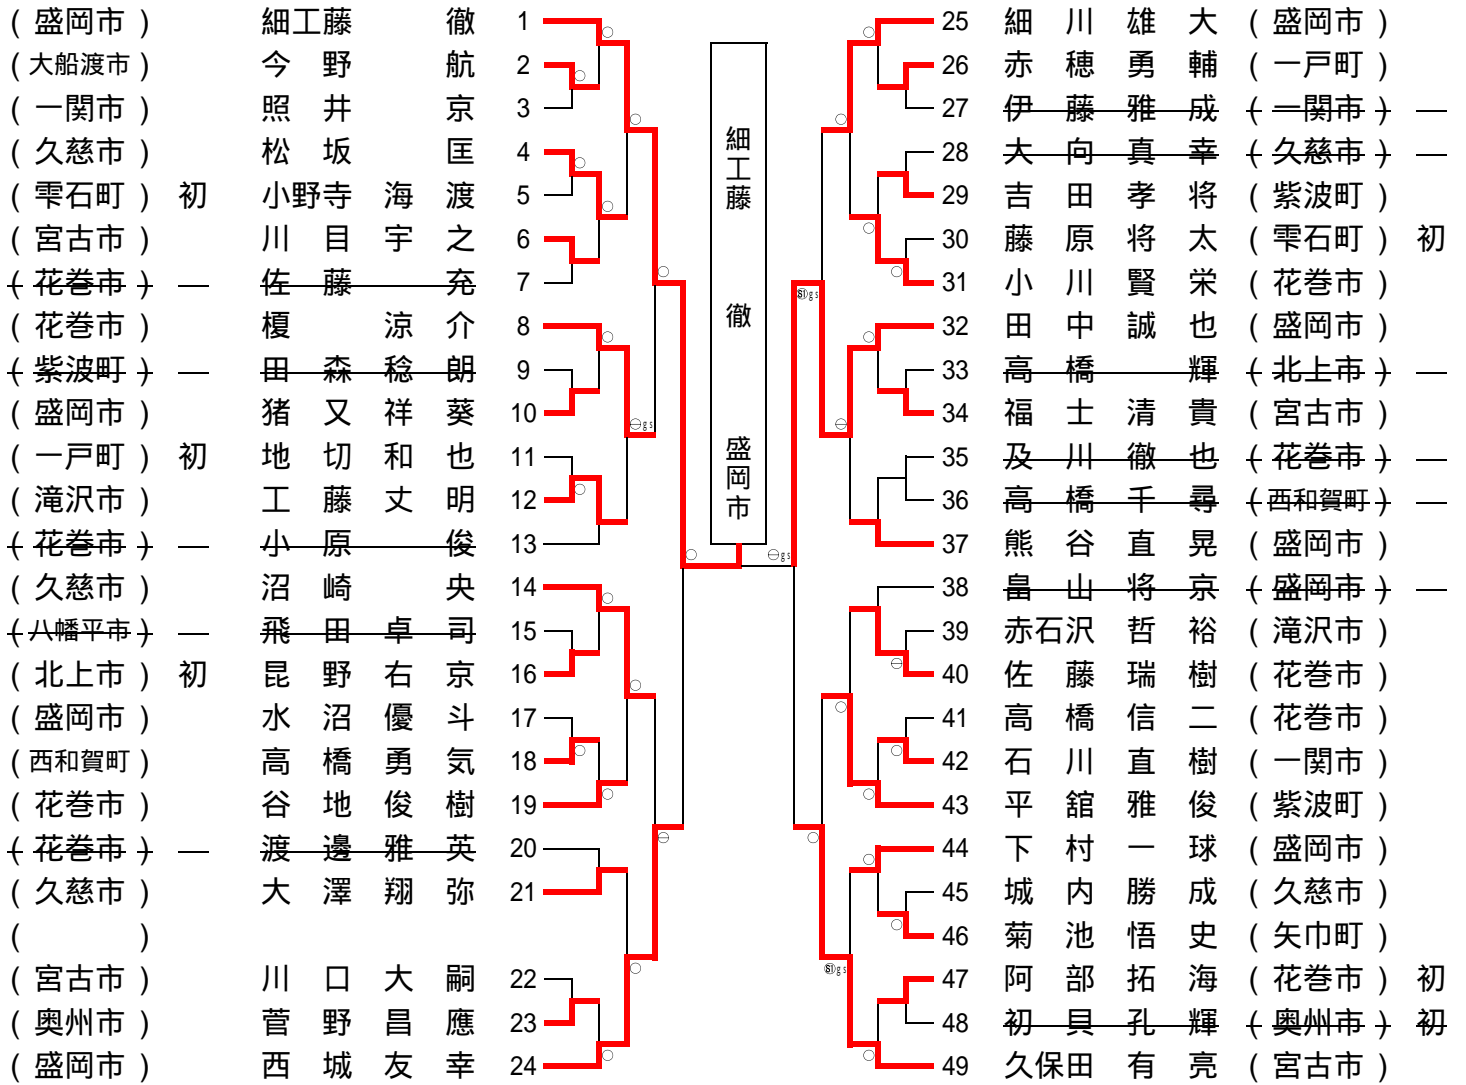 ( 盛岡市 ) 細工藤 徹 1
( 大船渡市 ) 今野 航 2
( 一関市 ) 照井 京 3
( 久慈市 ) 松坂 匡 4
( 雫石町 ) 初 小野寺海渡 5
( 宮古市 ) 川目宇之 6
( 花巻市 ) 佐藤 充 7
( 花巻市 ) 榎 涼介 8
( 紫波町 ) 田森稔朗 9
( 盛岡市 ) 猪又祥葵 10
( 一戸町 ) 初 地切和也 11
( 滝沢市 ) 工藤丈明 12
( 花巻市 ) 小原 俊 13
( 久慈市 ) 沼崎 央 14
( 八幡平市 ) 飛田卓司 15
( 北上市 ) 初 昆野右京 16
( 盛岡市 ) 水沼優斗 17
( 西和賀町 ) 高橋勇気 18
( 花巻市 ) 谷地俊樹 19
( 花巻市 ) 渡邊雅英 20
( 久慈市 ) 大澤翔弥 21
( )
( 宮古市 ) 川口大嗣 22
( 奥州市 ) 菅野昌應 23
( 盛岡市 ) 西城友幸 24
細工藤 徹 盛岡市
25 細川雄大 ( 盛岡市 )
26 赤穂勇輔 ( 一戸町 )
27 伊藤雅成 ( 一関市 )
28 大向真幸 ( 久慈市 )
29 吉田孝将 ( 紫波町 )
30 藤原将太 ( 雫石町 ) 初
31 小川賢栄 ( 花巻市 )
32 田中誠也 ( 盛岡市 )
33 高橋 輝 ( 北上市 )
34 福士清貴 ( 宮古市 )
35 及川徹也 ( 花巻市 )
36 高橋千尋 ( 西和賀町 )
37 熊谷直晃 ( 盛岡市 )
38 畠山将京 ( 盛岡市 )
39 赤石沢哲裕 ( 滝沢市 )
40 佐藤瑞樹 ( 花巻市 )
41 高橋信二 ( 花巻市 )
42 石川直樹 ( 一関市 )
43 平舘雅俊 ( 紫波町 )
44 下村一球 ( 盛岡市 )
45 城内勝成 ( 久慈市 )
46 菊池悟史 ( 矢巾町 )
47 阿部拓海 ( 花巻市 ) 初
48 初貝孔輝 ( 奥州市 ) 初
49 久保田有亮 ( 宮古市 )
gs
gs
gs
gs